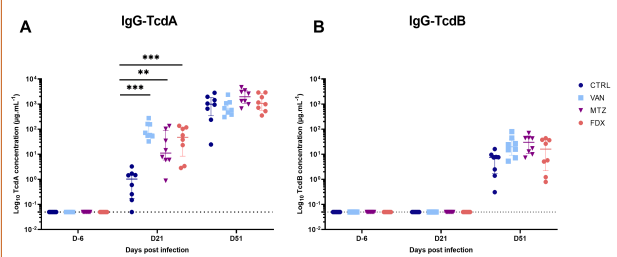 IgG-TcdA
IgG-TcdB
A
B
***
**
***
Log10 TcdA concentration (µg.mL-1)
10^4
10^3
10^2
10^1
10^0
10^-1
10^-2
D-6
D21
D51
Days post infection
Log10 TcdB concentration (µg.mL-1)
10^4
10^3
10^2
10^1
10^0
10^-1
10^-2
D-6
D21
D51
Days post infection
CTRL
VAN
MTZ
FDX